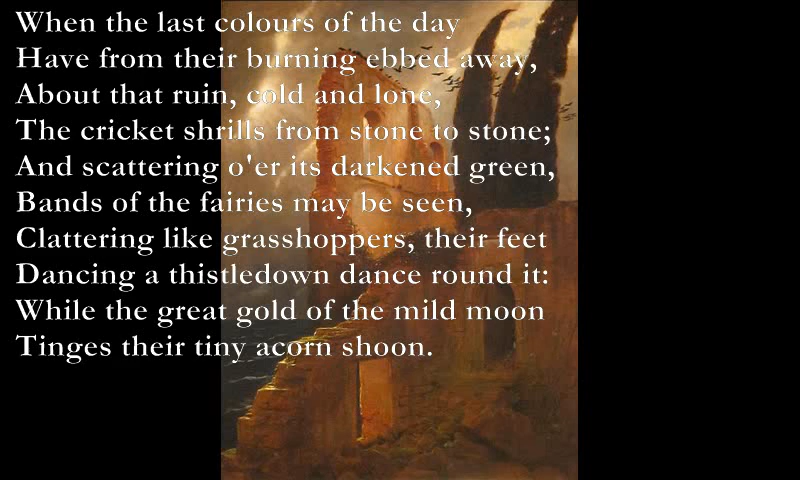 When the last colours of the day
Have from their burning ebbed away,
About that ruin, cold and lone,
The cricket shrills from stone to stone;
And scattering o'er its darkened green,
Bands of the fairies may be seen,
Clattering like grasshoppers, their feet
Dancing a thistledown dance round it:
While the great gold of the mild moon
Tinges their tiny acorn shoon.